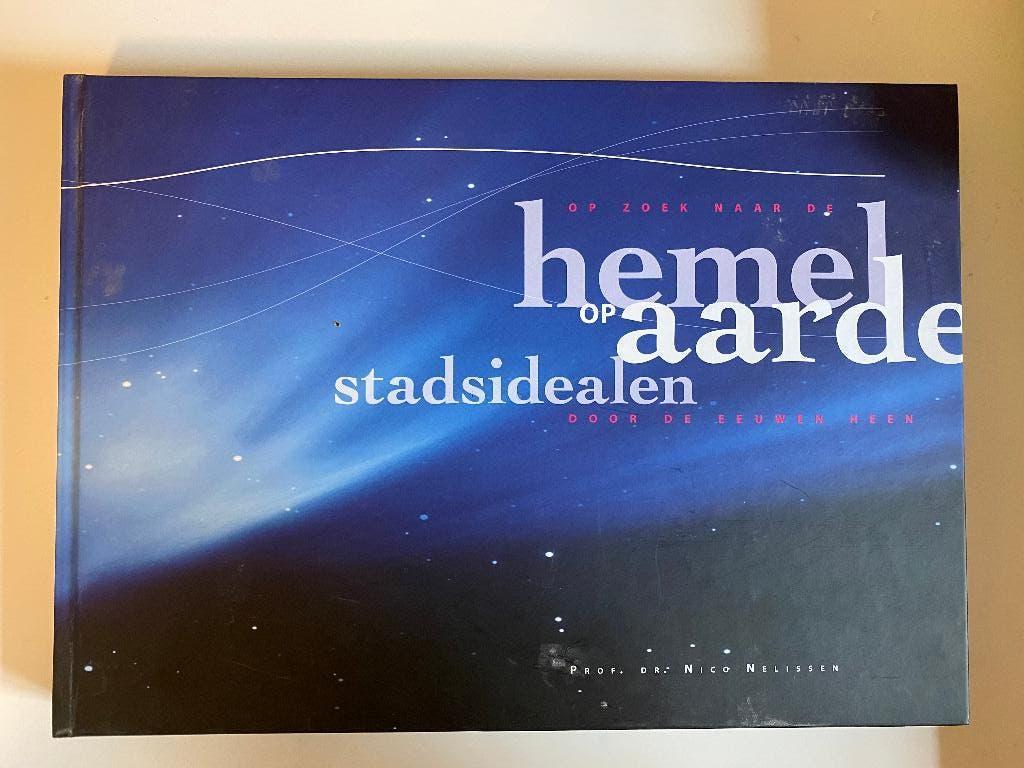 OP ZOEK NAAR DE
hemel
OP aarde
stadsidealen
DOOR DE EEUWEN HEEN
PROF. DR. NICO NELISSEN